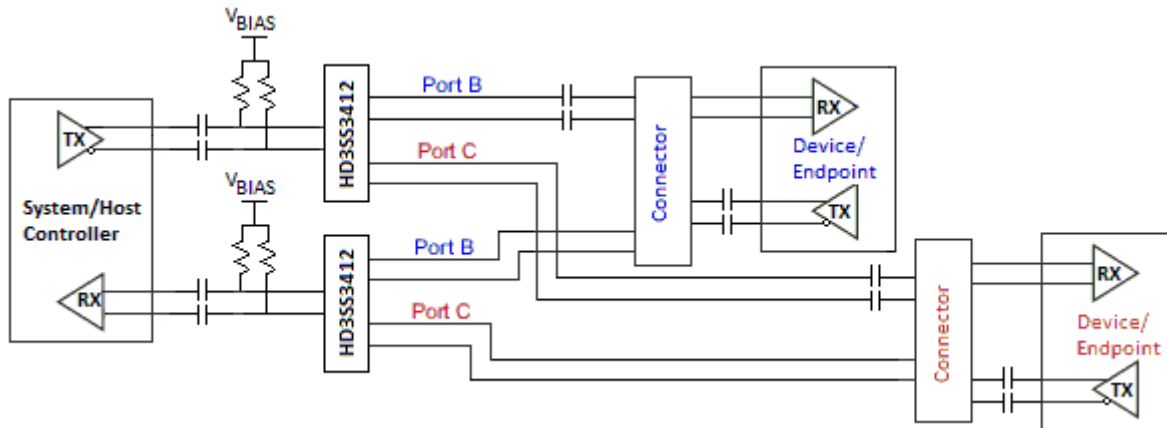 VBIAS
TX
HD3SS3412
Port B
Port C
Connector
RX
Device/
Endpoint
TX
System/Host
Controller
VBIAS
RX
HD3SS3412
Port B
Port C
Connector
RX
Device/
Endpoint
TX